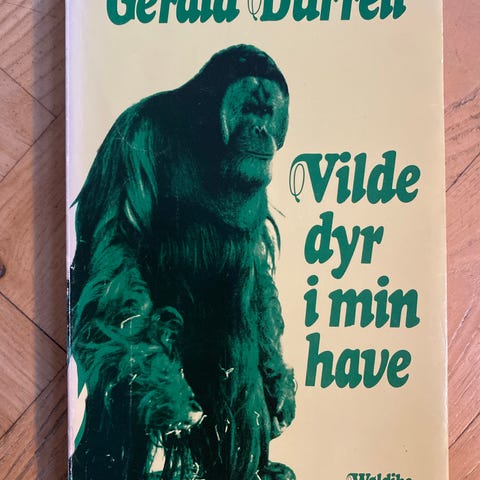 Gerald Durrell
Vilde
dyr
i min
have